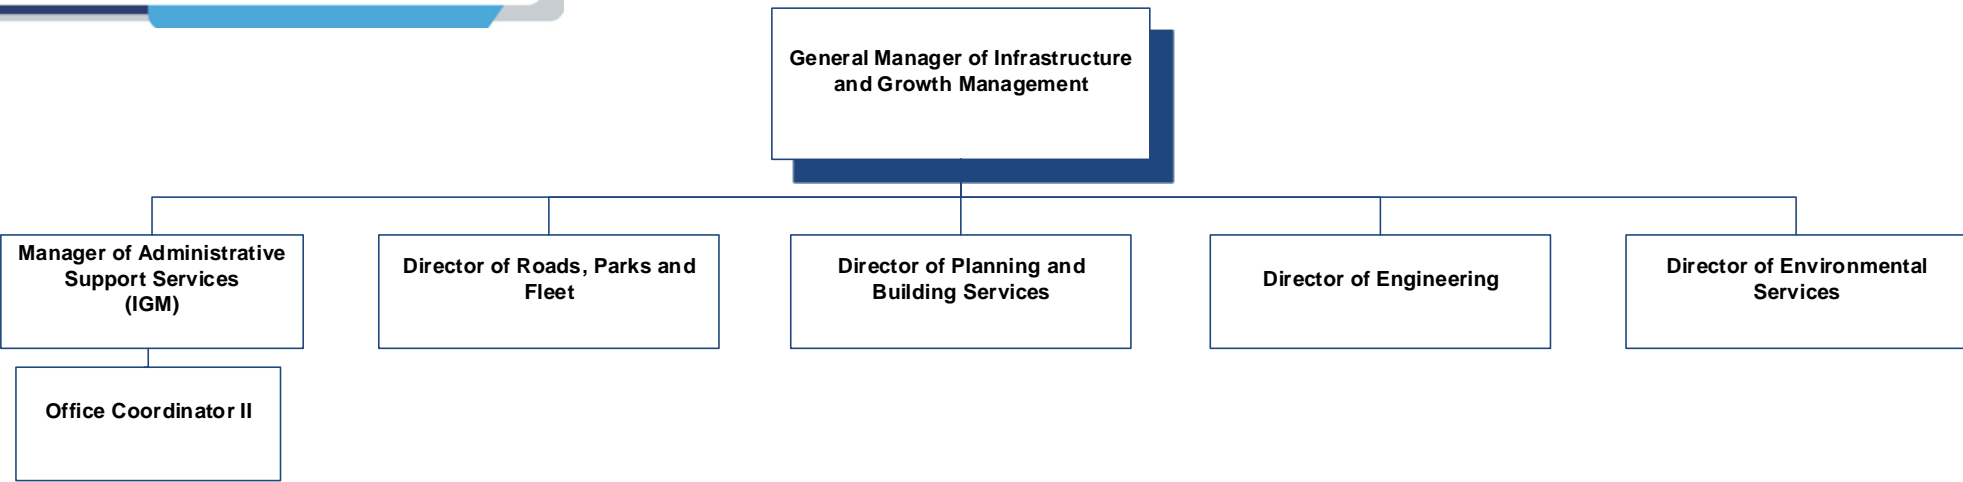 General Manager of Infrastructure
and Growth Management
Manager of Administrative
Support Services
(IGM)
Director of Roads, Parks and
Fleet
Director of Planning and
Building Services
Director of Engineering
Director of Environmental
Services
Office Coordinator II